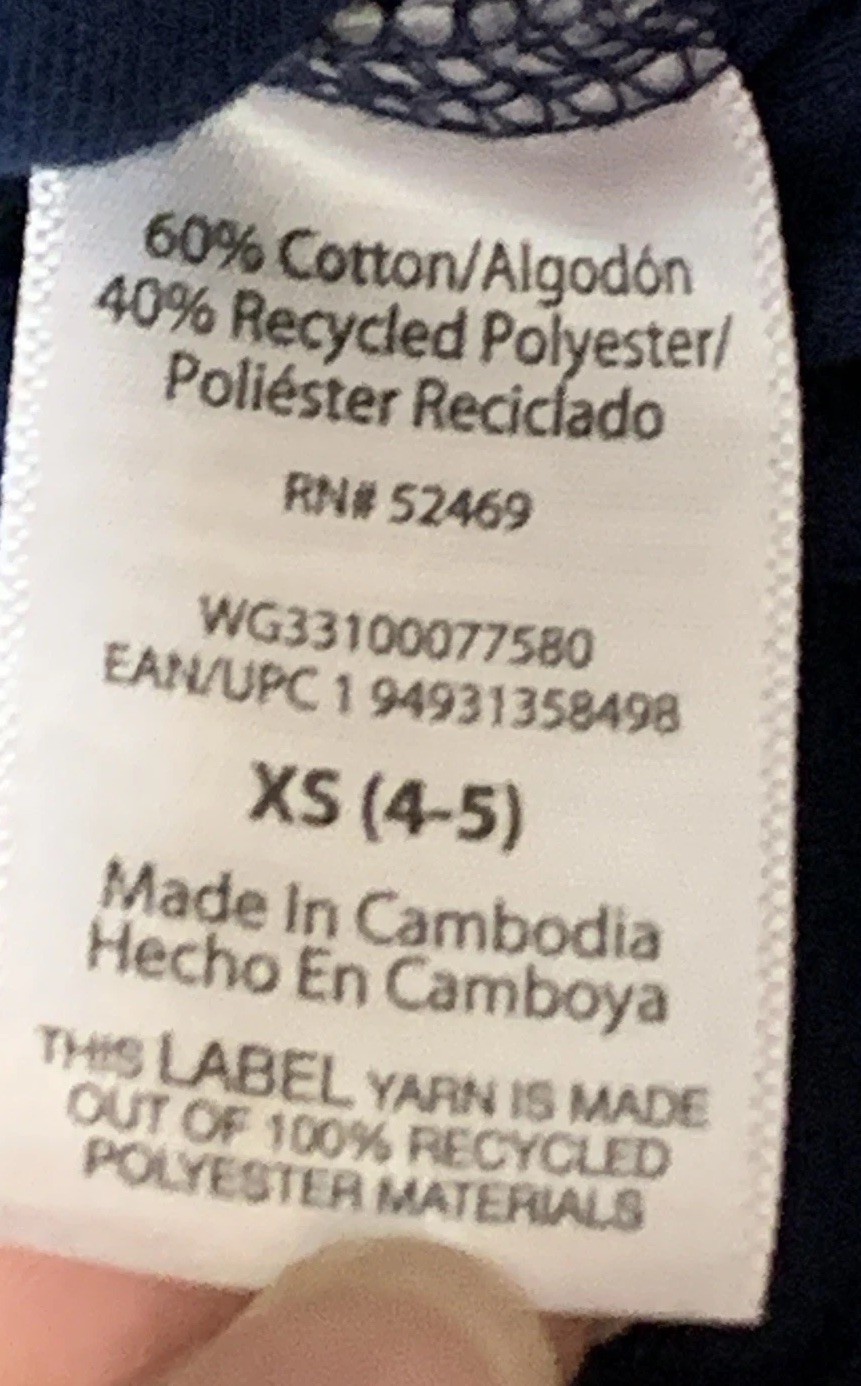 60% Cotton/Algodón
40% Recycled Polyester/
Poliéster Reciclado
RN# 52469
WG33100077580
EAN/UPC 1 94931358498
XS (4-5)
Made In Cambodia
Hecho En Camboya
THIS LABEL YARN IS MADE
OUT OF 100% RECYCLED
POLYESTER MATERIALS